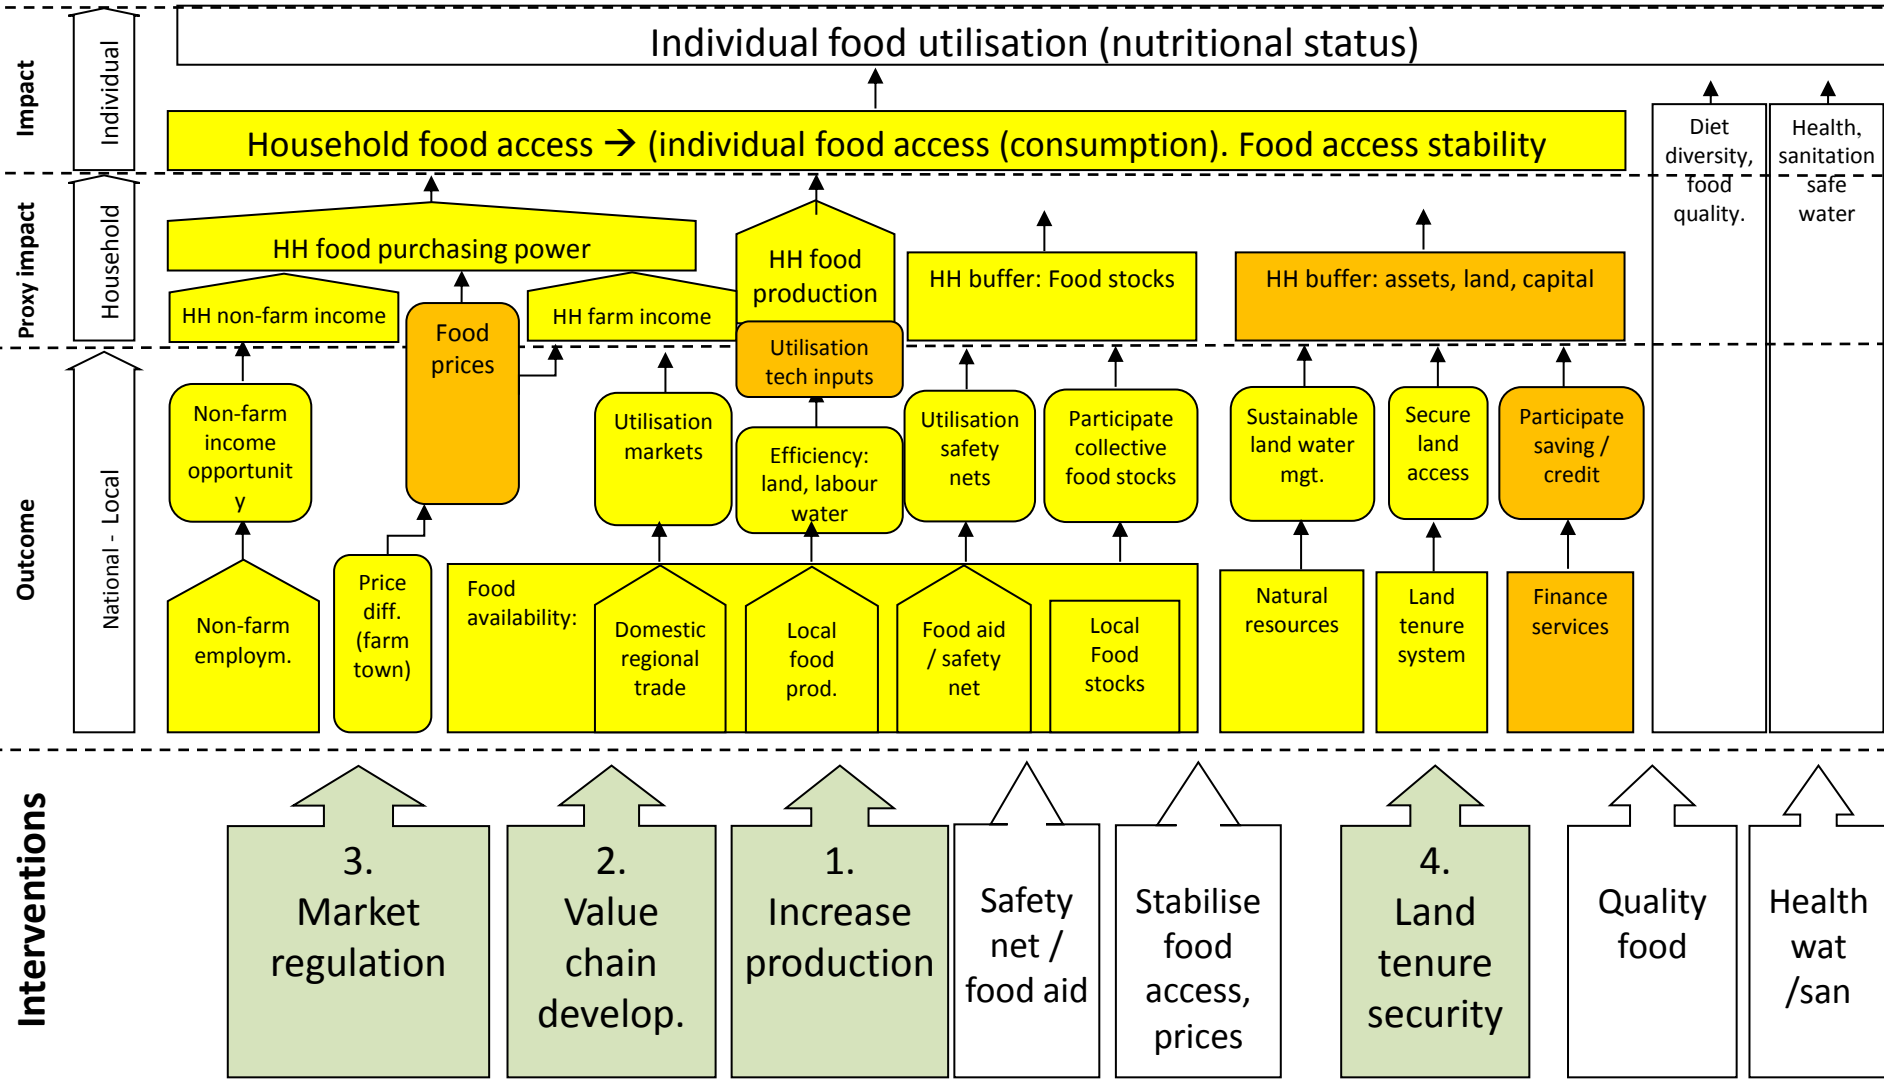 Individual food utilisation (nutritional status)
Impact
Individual
Household food access → (individual food access (consumption). Food access stability
Diet
diversity,
food
quality.
Health,
sanitation
safe
water
Proxy impact
Household
HH food purchasing power
HH non-farm income
Food
prices
HH farm income
HH food
production
Utilisation
tech inputs
HH buffer: Food stocks
HH buffer: assets, land, capital
Outcome
National - Local
Non-farm
income
opportunit
y
Utilisation
markets
Efficiency:
land, labour
water
Utilisation
safety
nets
Participate
collective
food stocks
Sustainable
land water
mgt.
Secure
land
access
Participate
saving /
credit
Non-farm
employm.
Price
diff.
(farm
town)
Food
availability:
Domestic
regional
trade
Local
food
prod.
Food aid
/ safety
net
Local
Food
stocks
Natural
resources
Land
tenure
system
Finance
services
Interventions
3.
Market
regulation
2.
Value
chain
develop.
1.
Increase
production
Safety
net /
food aid
Stabilise
food
access,
prices
4.
Land
tenure
security
Quality
food
Health
wat
/san